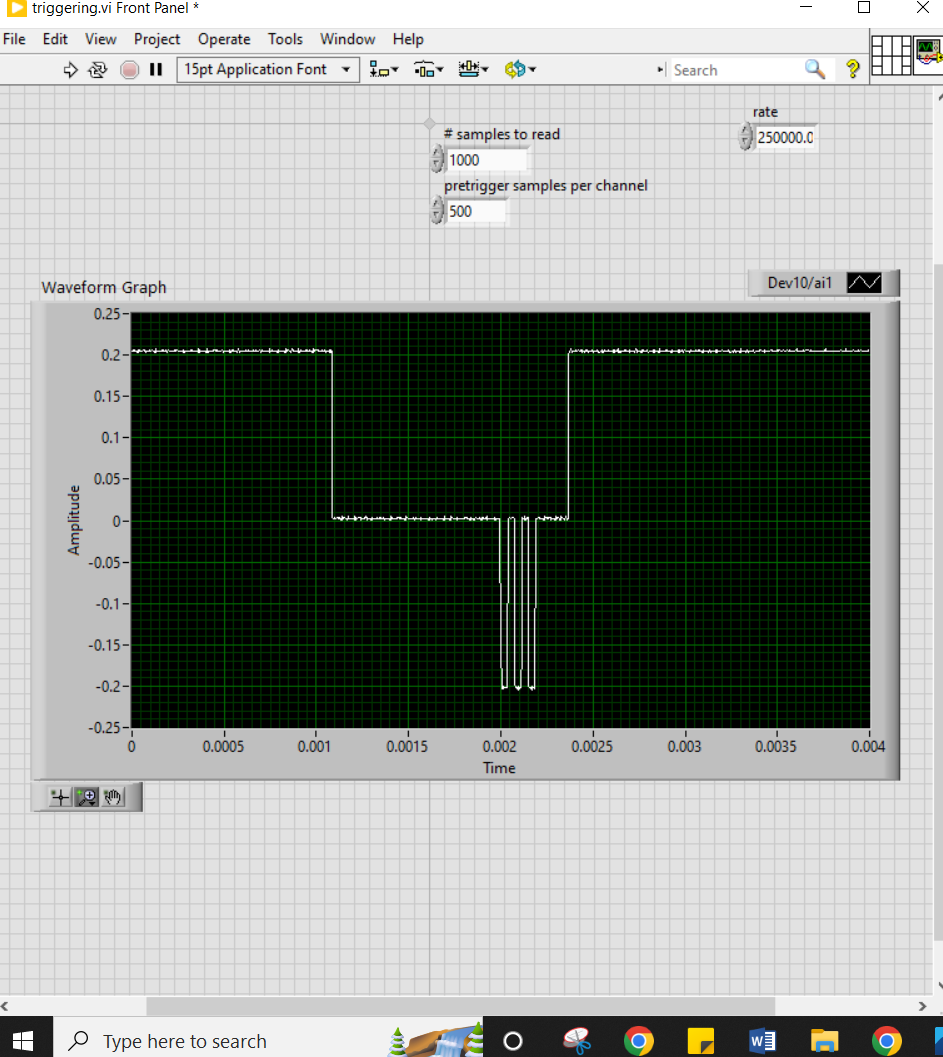 triggering.vi Front Panel *
File Edit View Project Operate Tools Window Help
15pt Application Font
Search
?
rate
250000.0
# samples to read
1000
pretrigger samples per channel
500
Waveform Graph
Dev10/ai1
0.25
0.2
0.15
0.1
0.05
0
-0.05
-0.1
-0.15
-0.2
-0.25
Amplitude
0 0.0005 0.001 0.0015 0.002 0.0025 0.003 0.0035 0.004
Time
Type here to search